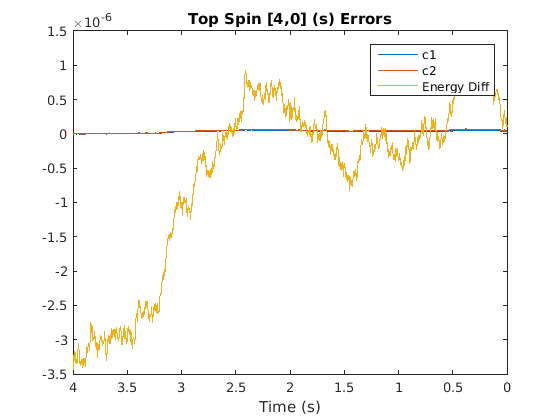 Top Spin [4,0] (s) Errors
×10⁻⁶
1.5
1
0.5
0
-0.5
-1
-1.5
-2
-2.5
-3
-3.5
c1
c2
Energy Diff
4 3.5 3 2.5 2 1.5 1 0.5 0
Time (s)